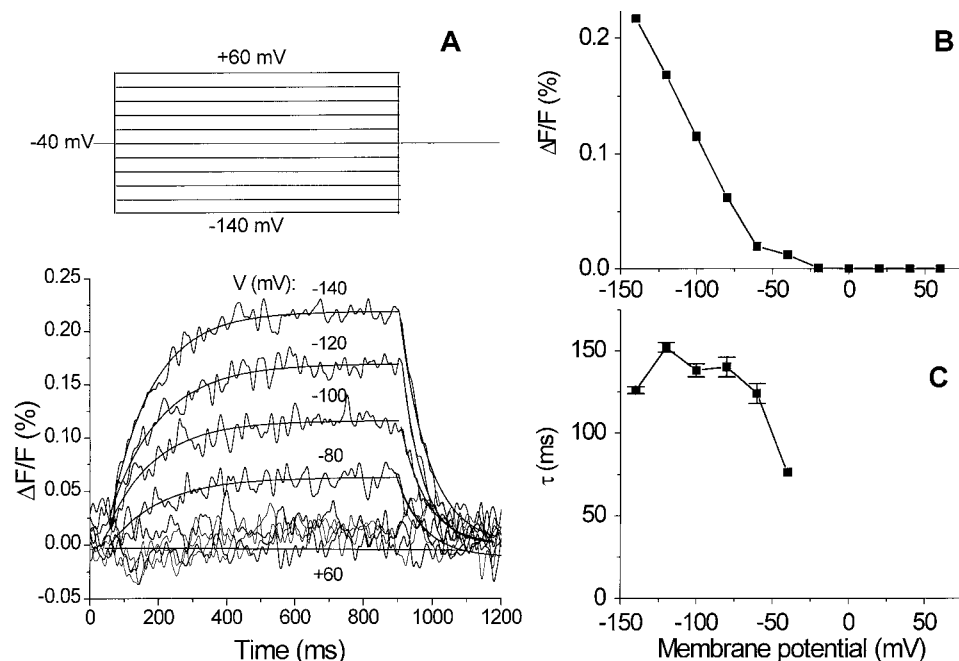 A
+60 mV
-40 mV
-140 mV
V (mV):
-140
-120
-100
-80
+60
0.25
0.20
0.15
0.10
0.05
0.00
-0.05
ΔF/F (%)
0 200 400 600 800 1000 1200
Time (ms)
B
0.2
0.1
0.0
ΔF/F (%)
-150 -100 -50 0 50
C
150
100
50
0
τ (ms)
-150 -100 -50 0 50
Membrane potential (mV)